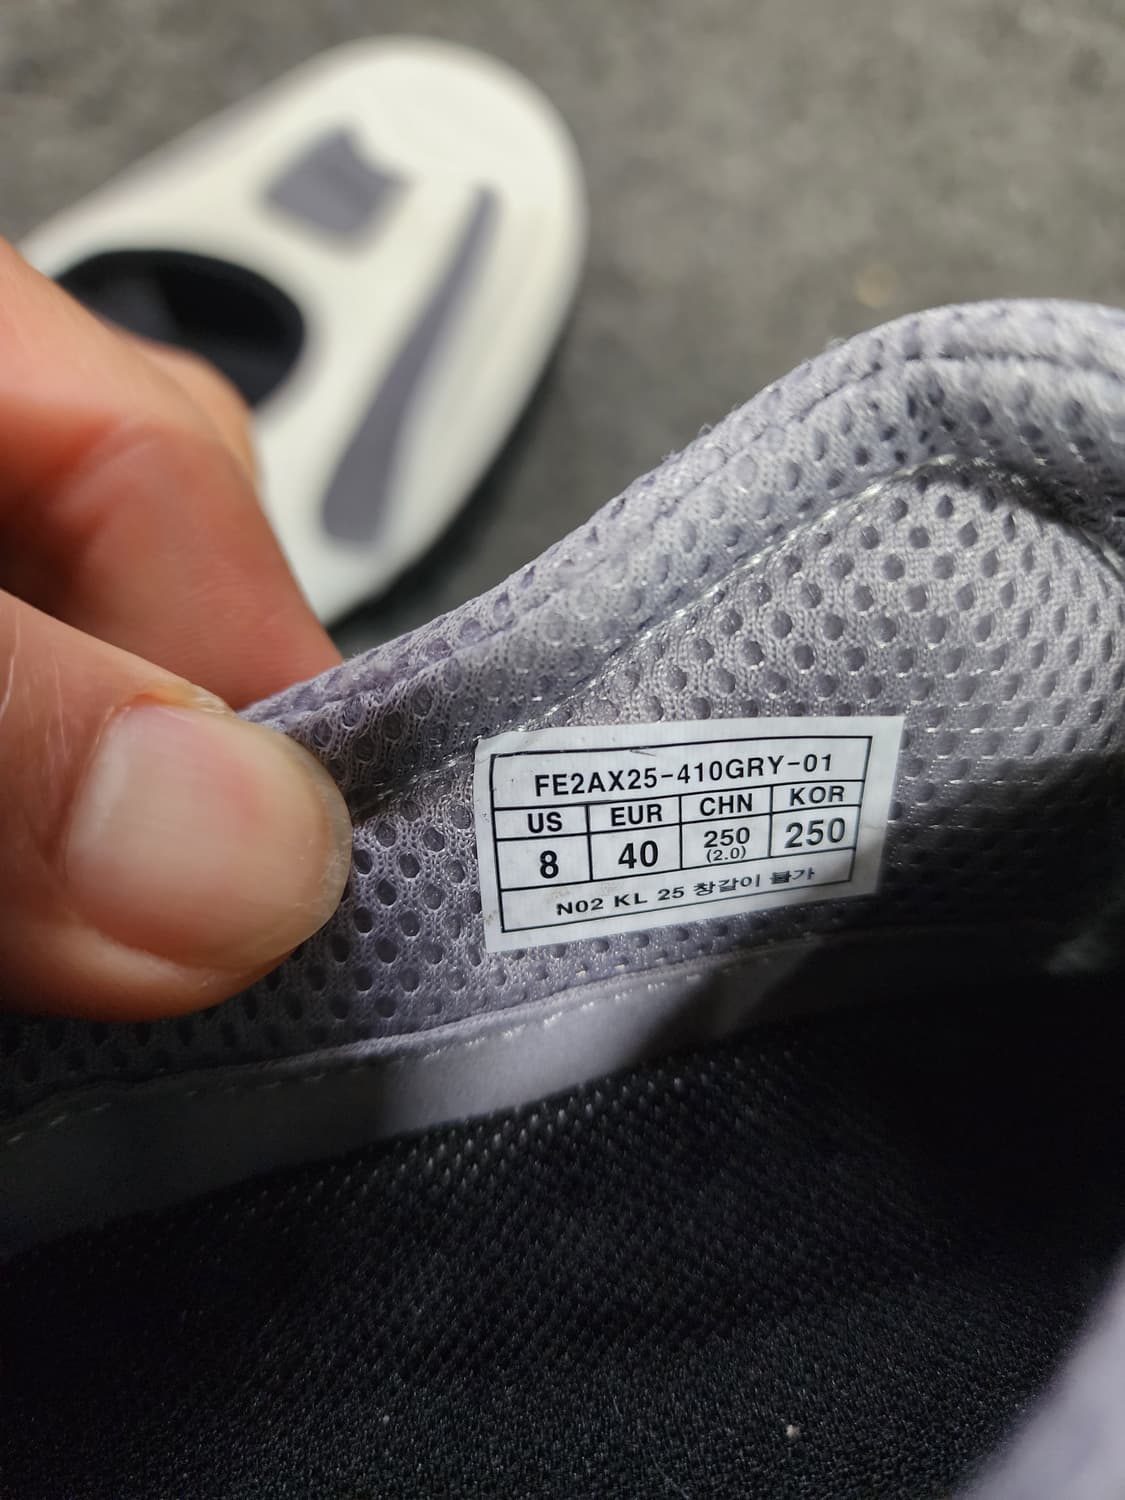 FE2AX25-410GRY-01
US EUR CHN KOR
8 40 250 (2.0) 250
N02 KL 25 창갈이 불가